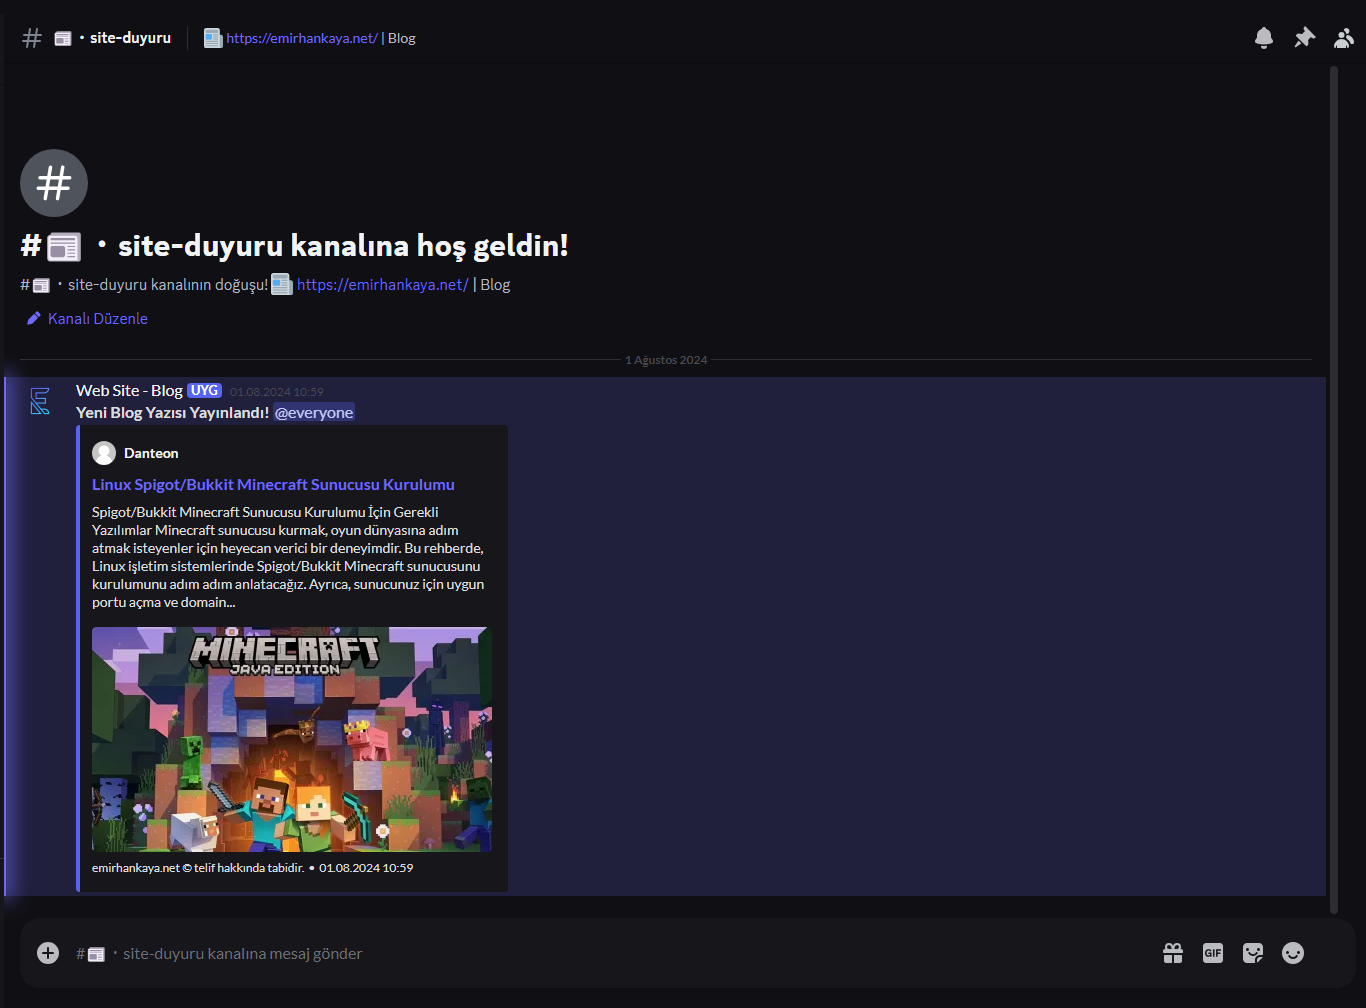 • site-duyuru
https://emirhankaya.net/ | Blog
# • site-duyuru kanalına hoş geldin!
# • site-duyuru kanalının doğuşu! https://emirhankaya.net/ | Blog
Kanalı Düzenle
1 Ağustos 2024
Web Site - Blog UYG 01.08.2024 10:59
Yeni Blog Yazısı Yayınlandı! @everyone
Danteon
Linux Spigot/Bukkit Minecraft Sunucusu Kurulumu
Spigot/Bukkit Minecraft Sunucusu Kurulumu İçin Gerekli
Yazılımlar Minecraft sunucusu kurmak, oyun dünyasına adım
atmak isteyenler için heyecan verici bir deneyimdir. Bu rehberde,
Linux işletim sistemlerinde Spigot/Bukkit Minecraft sunucusunu
kurulumunu adım adım anlatacağız. Ayrıca, sunucunuz için uygun
portu açma ve domain...
MINECRAFT
JAVA EDITION
emirhankaya.net © telif hakkında tabidir. • 01.08.2024 10:59
# • site-duyuru kanalına mesaj gönder
GIF